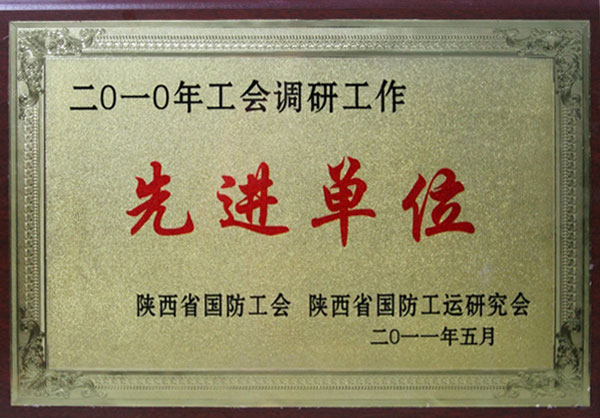 二0一0年工会调研工作
先进单位
陕西省国防工会 陕西省国防工运研究会
二0一一年五月